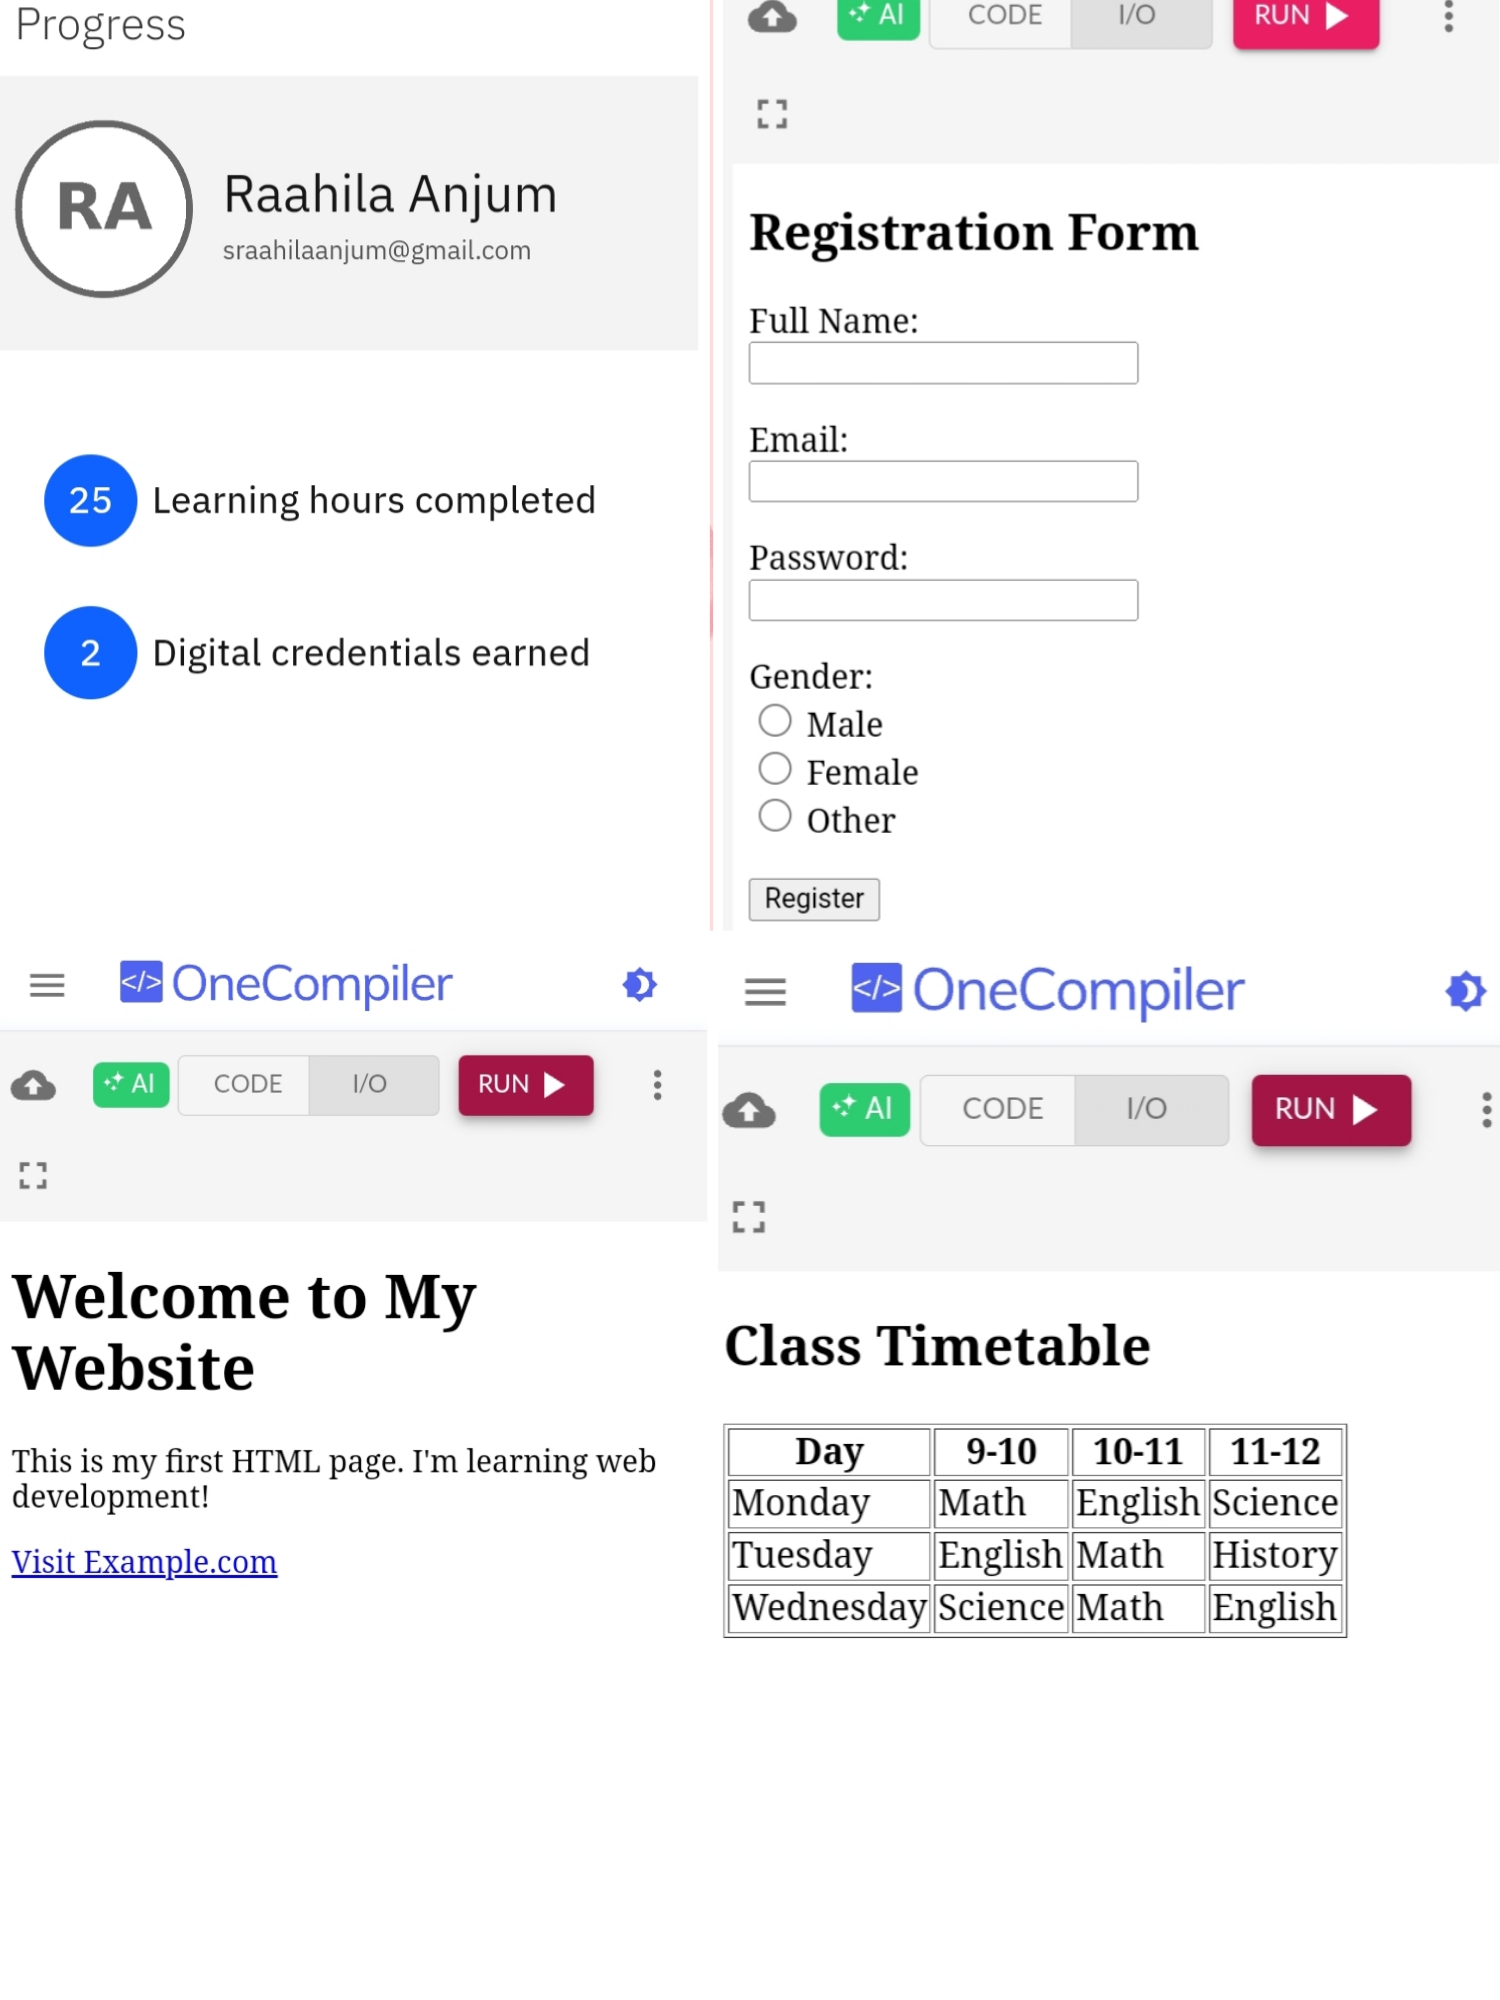 Progress
RA
Raahila Anjum
sraahilaanjum@gmail.com
25 Learning hours completed
2 Digital credentials earned
AI CODE I/O RUN
Registration Form
Full Name:
Email:
Password:
Gender:
Male
Female
Other
Register
</> OneCompiler
AI CODE I/O RUN
Welcome to My
Website
This is my first HTML page. I'm learning web
development!
Visit Example.com
</> OneCompiler
AI CODE I/O RUN
Class Timetable
Day 9-10 10-11 11-12
Monday Math English Science
Tuesday English Math History
Wednesday Science Math English